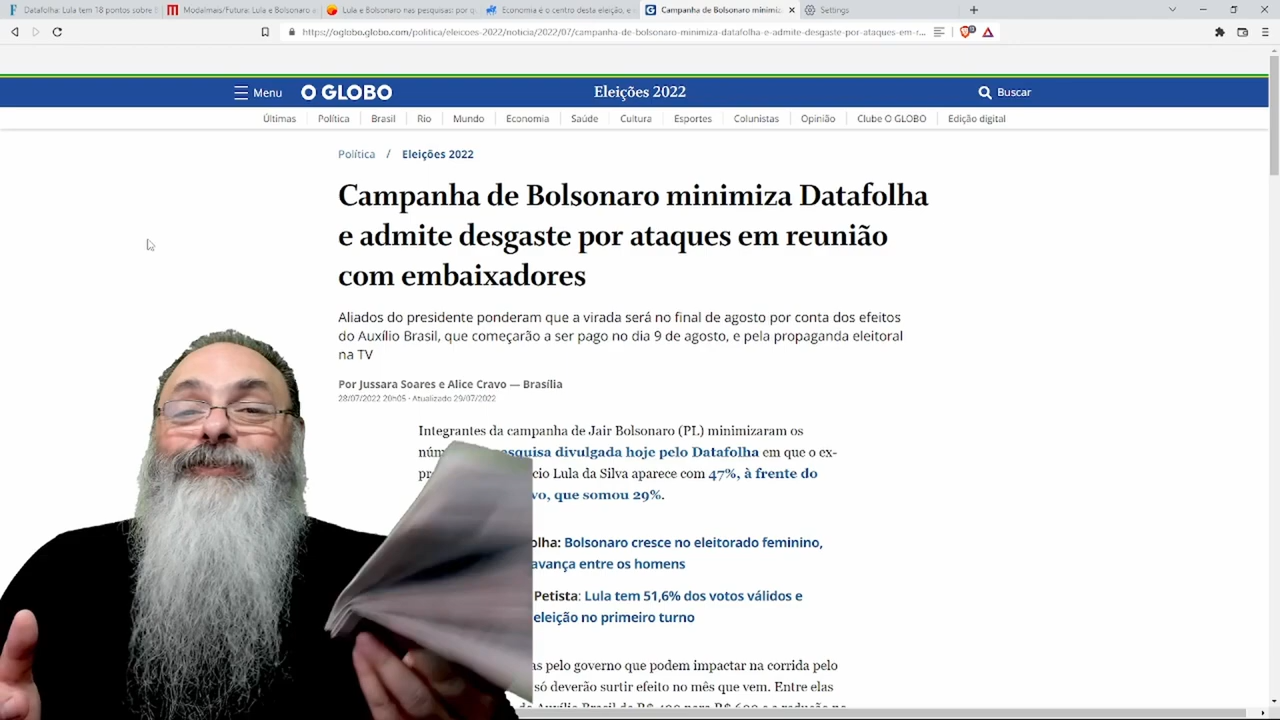 Datafolha: Lula tem 18 pontos sobre
Modalmais/Futura: Lula e Bolsonaro
Lula e Bolsonaro nas pesquisas: por q
Economia é o centro desta eleição, e
Campanha de Bolsonaro minimiz
Settings
https://oglobo.globo.com/politica/eleicoes-2022/noticia/2022/07/campanha-de-bolsonaro-minimiza-datafolha-e-admite-desgaste-por-ataques-em-r...
Menu O GLOBO Eleições 2022 Buscar
Últimas Política Brasil Rio Mundo Economia Saúde Cultura Esportes Colunistas Opinião Clube O GLOBO Edição digital
Política / Eleições 2022
Campanha de Bolsonaro minimiza Datafolha
e admite desgaste por ataques em reunião
com embaixadores
Aliados do presidente ponderam que a virada será no final de agosto por conta dos efeitos
do Auxílio Brasil, que começarão a ser pago no dia 9 de agosto, e pela propaganda eleitoral
na TV
Por Jussara Soares e Alice Cravo — Brasília
28/07/2022 20h05 · Atualizado 29/07/2022
Integrantes da campanha de Jair Bolsonaro (PL) minimizaram os
divulgada hoje pelo Datafolha em que o ex-
Lula da Silva aparece com 47%, à frente do
que somou 29%.
Bolsonaro cresce no eleitorado feminino,
avança entre os homens
Petista: Lula tem 51,6% dos votos válidos e
eleição no primeiro turno
pelo governo que podem impactar na corrida pelo
só deverão surtir efeito no mês que vem. Entre elas
Auxílio Brasil de R$ 400 para R$ 600 e a redução